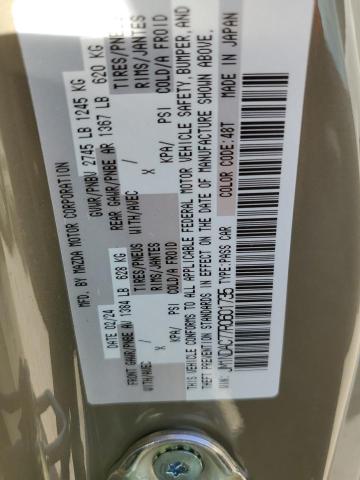 MFD. BY MAZDA MOTOR CORPORATION
DATE: 02/24 GVWR/PNBV 2745 LB 1245 KG
FRONT GAWR/PNBE AV 1384 LB 628 KG REAR GAWR/PNBE AR 1367 LB 620 KG
WITH/AVEC TIRES/PNEUS WITH/AVEC TIRES/PNEUS
X RIMS/JANTES X RIMS/JANTES
KPA/ PSI COLD/A FROID KPA/ PSI COLD/A FROID
THIS VEHICLE CONFORMS TO ALL APPLICABLE FEDERAL MOTOR VEHICLE SAFETY, BUMPER, AND
THEFT PREVENTION STANDARDS IN EFFECT ON THE DATE OF MANUFACTURE SHOWN ABOVE.
VIN: JM1NDAC77R0601795 TYPE:PASS CAR COLOR CODE:48T MADE IN JAPAN